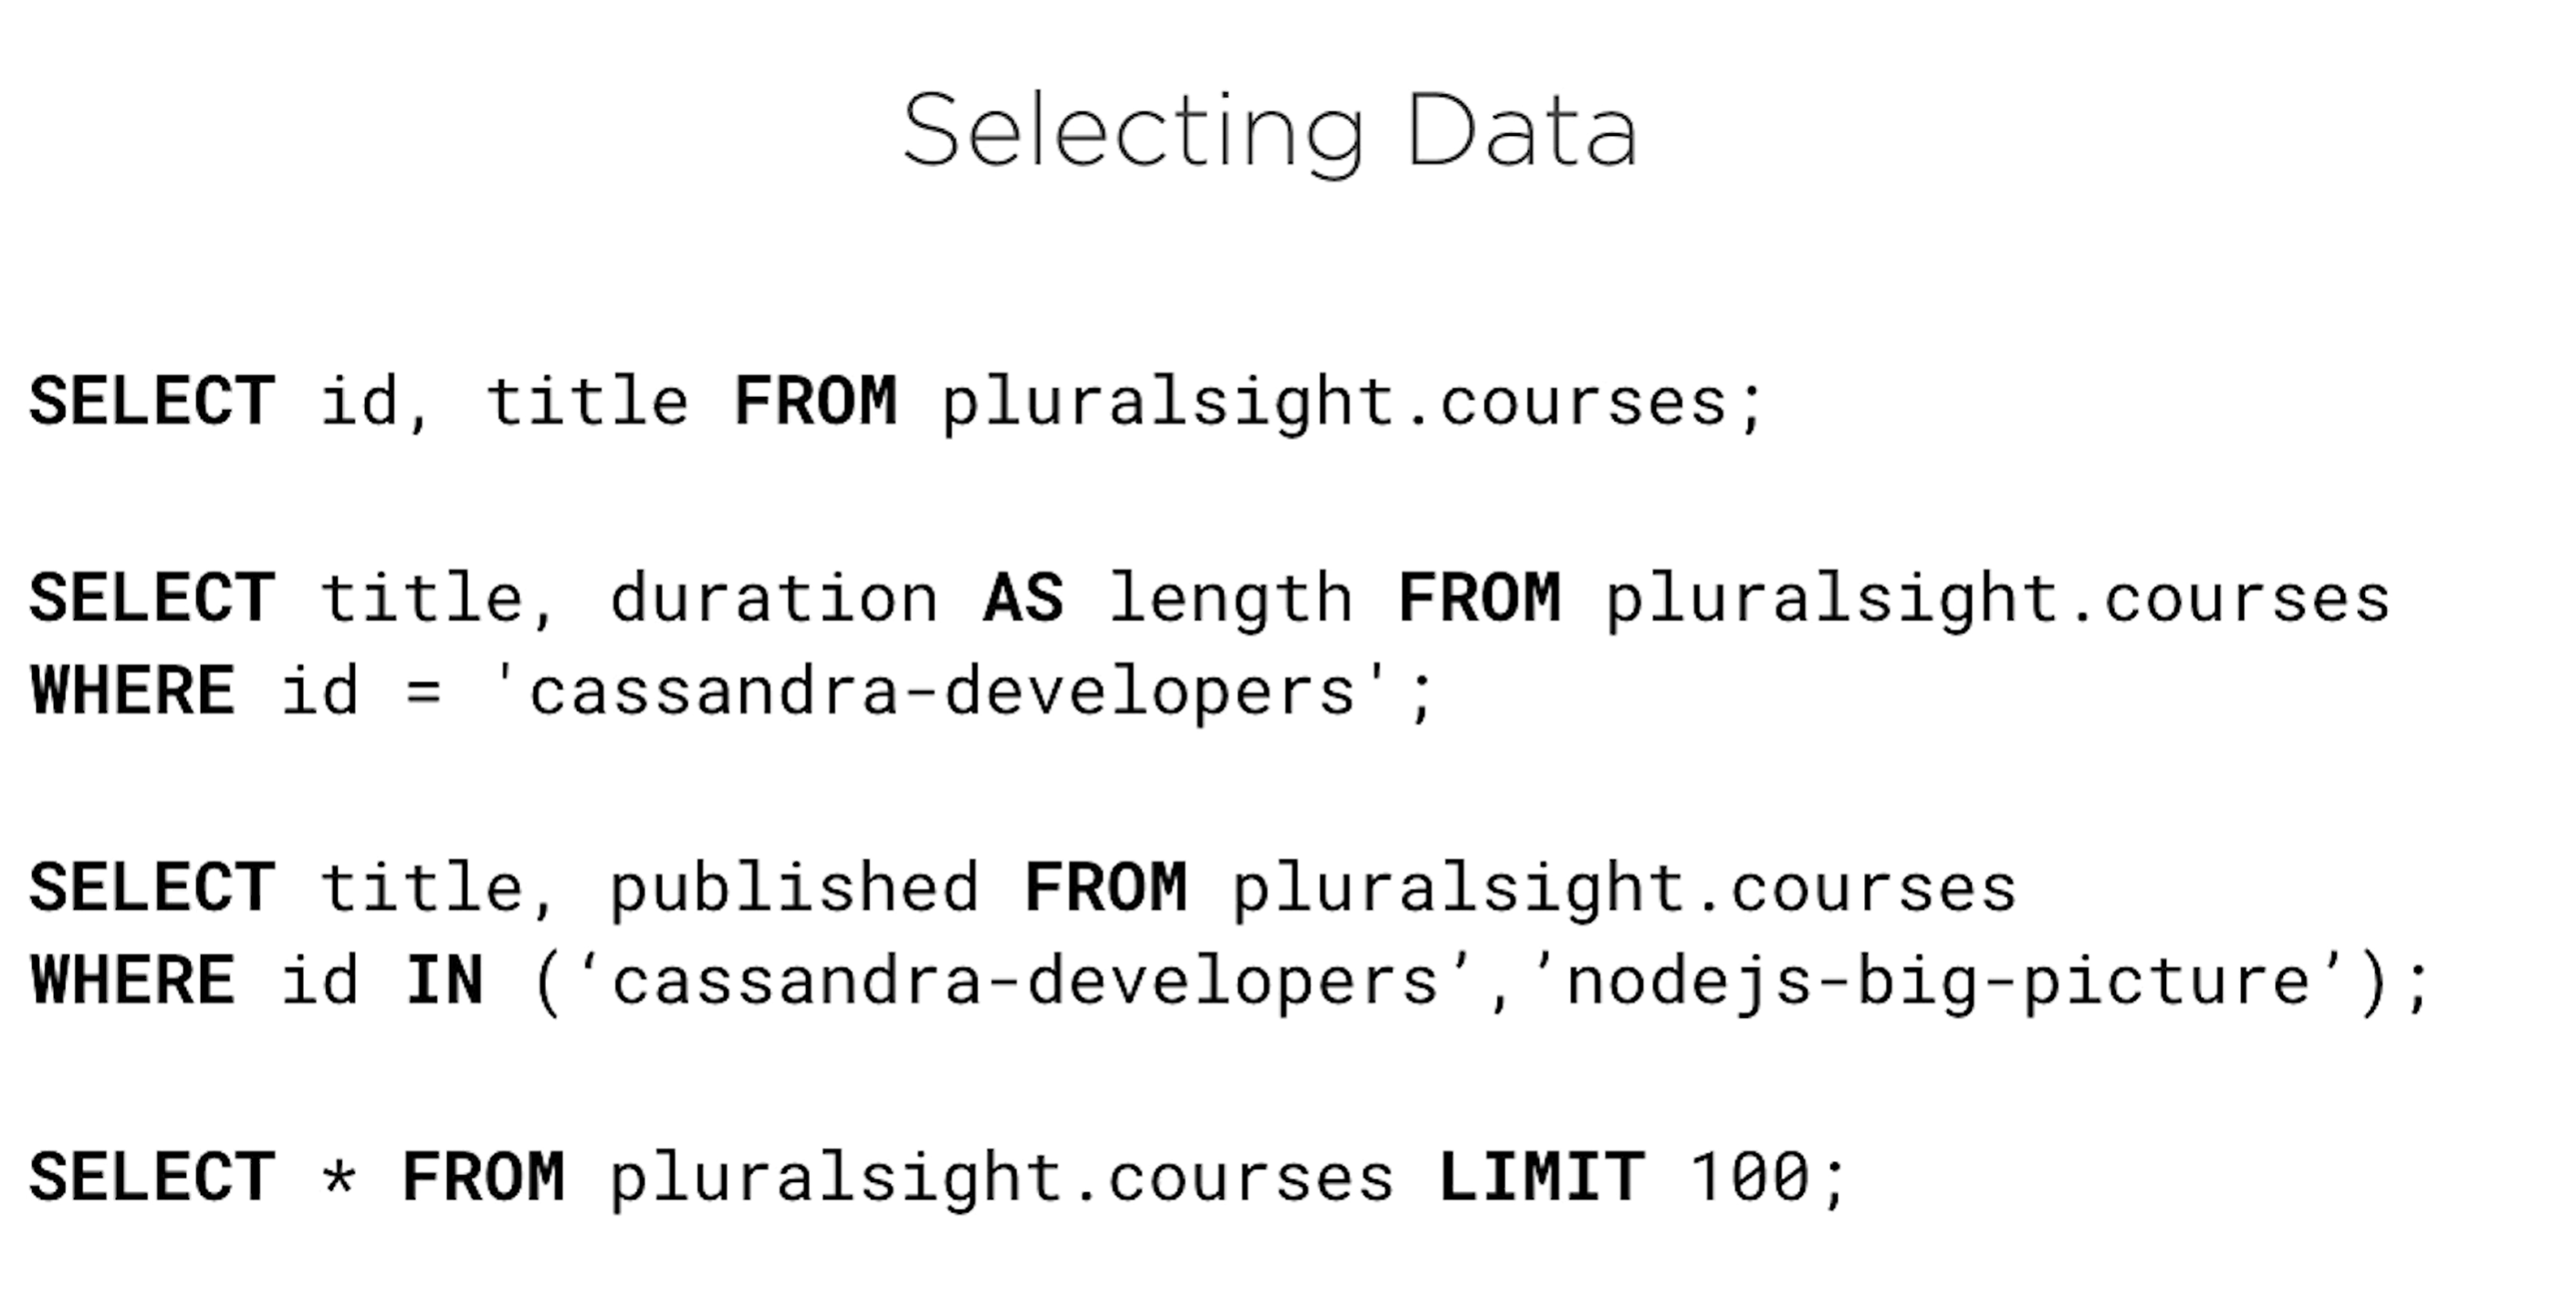 Selecting Data
SELECT id, title FROM pluralsight.courses;
SELECT title, duration AS length FROM pluralsight.courses
WHERE id = 'cassandra-developers';
SELECT title, published FROM pluralsight.courses
WHERE id IN (‘cassandra-developers’,’nodejs-big-picture’);
SELECT * FROM pluralsight.courses LIMIT 100;